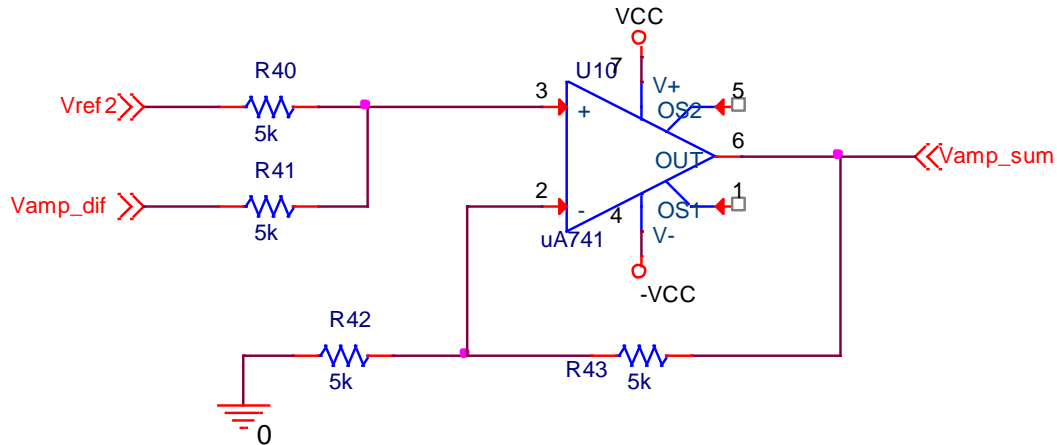 VCC
R40
U10
7
V+
5
Vref2
3
+
OS2
5k
6
R41
OUT
Vamp_sum
Vamp_dif
2
-
4
OS1
1
5k
uA741
V-
-VCC
R42
5k
R43
5k
0